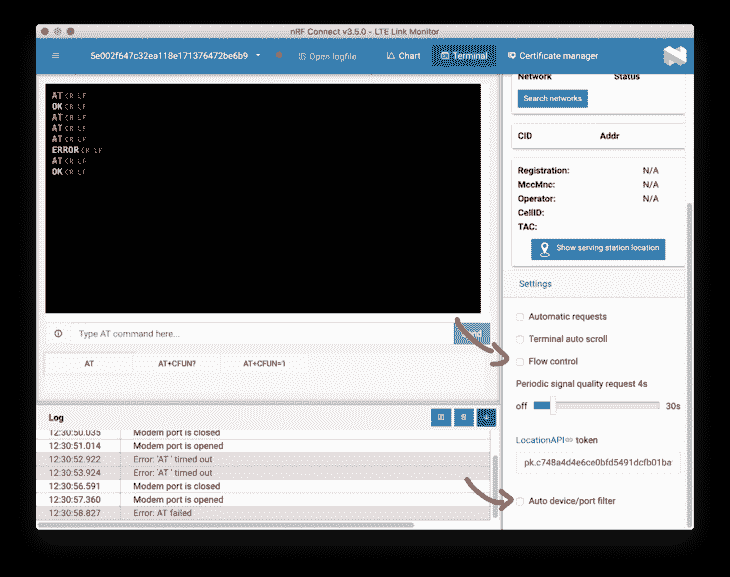 nRF Connect v3.5.0 - LTE Link Monitor
5e002f647c32ea118e171376472be6b9
Open logfile
Chart
Terminal
Certificate manager
AT CR LF
OK CR LF
AT CR LF
AT CR LF
AT CR LF
ERROR CR LF
AT CR LF
OK CR LF
Type AT command here...
AT AT+CFUN? AT+CFUN=1
Log
12:30:50.035 Modem port is closed
12:30:51.014 Modem port is opened
12:30:52.922 Error: 'AT ' timed out
12:30:53.924 Error: 'AT ' timed out
12:30:56.591 Modem port is closed
12:30:57.360 Modem port is opened
12:30:58.827 Error: AT failed
Network Status
Search networks
CID Addr
Registration: N/A
MccMnc: N/A
Operator: N/A
CellID:
TAC:
Show serving station location
Settings
Automatic requests
Terminal auto scroll
Flow control
Periodic signal quality request 4s
off 30s
LocationAPI token
pk.c748a4d4e6ce0bfd5491dcfb01ba
Auto device/port filter